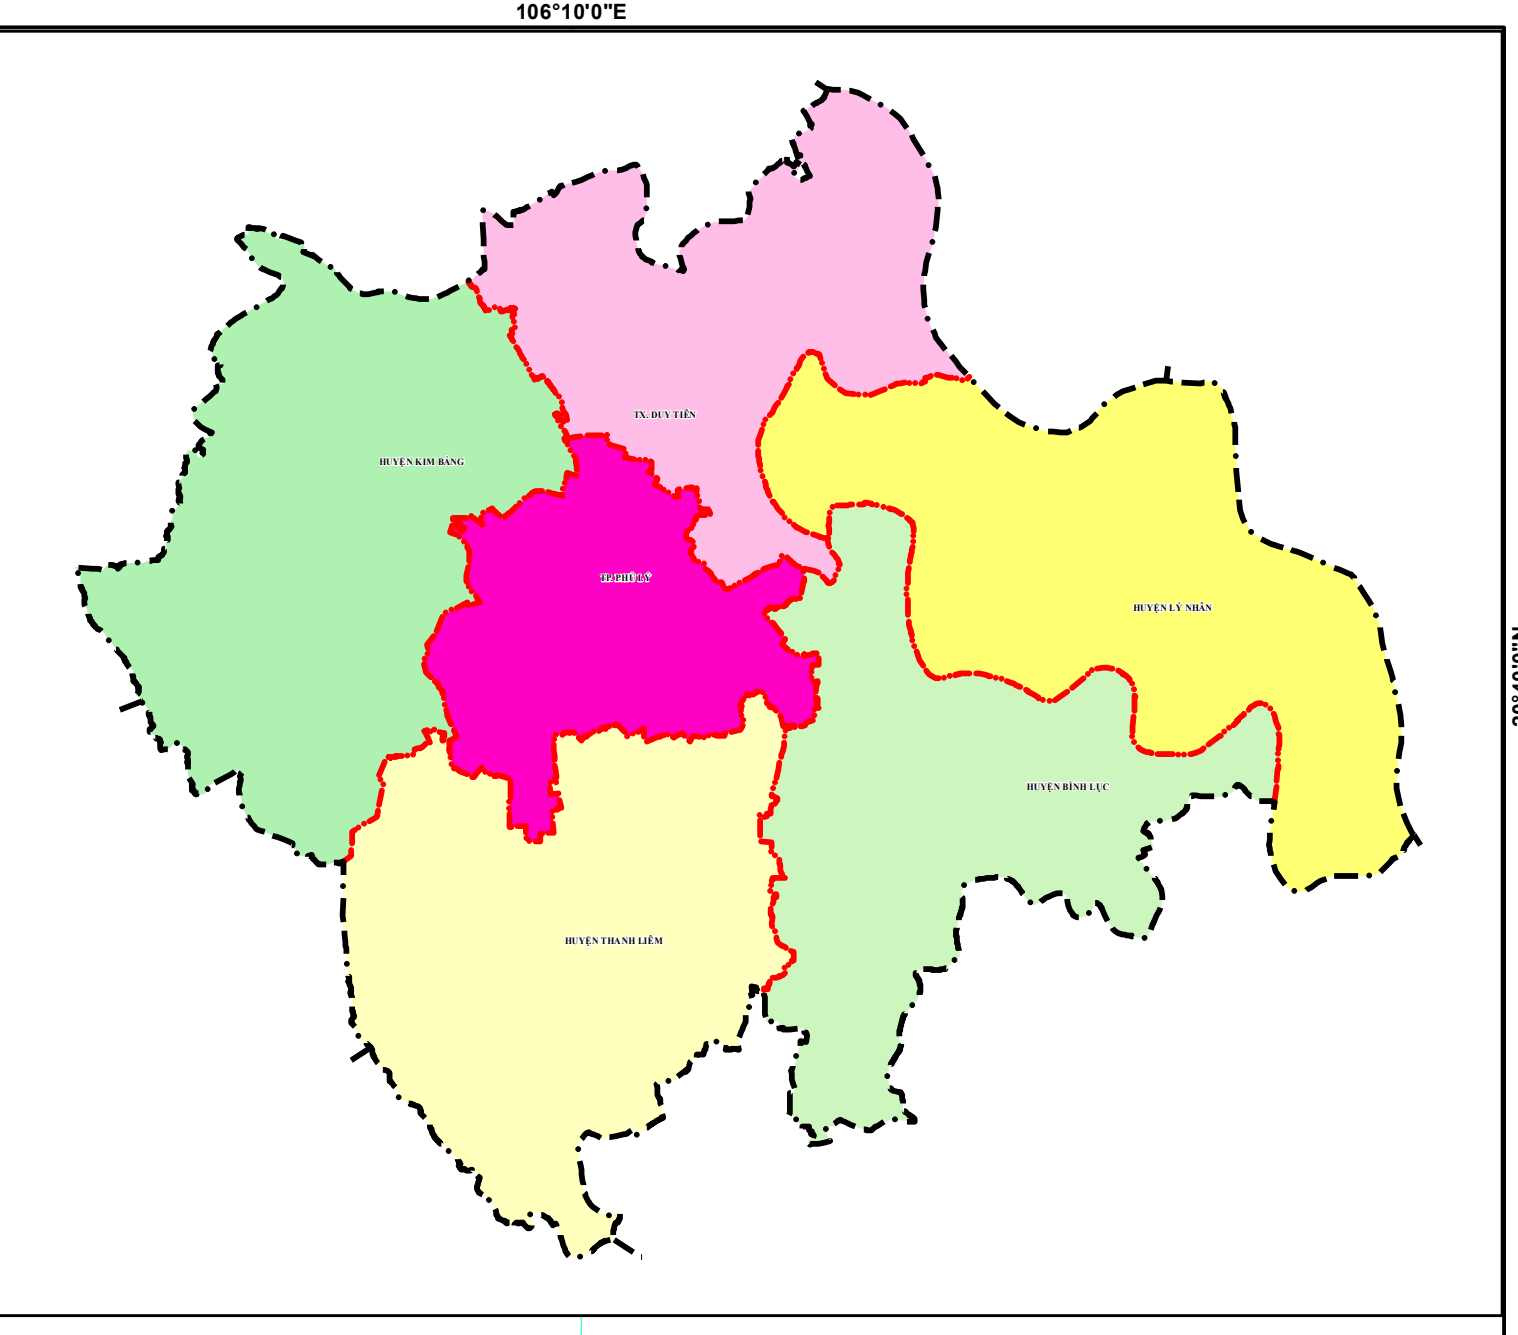 106°10'0"E
TX. DUY TIÊN
HUYỆN KIM BẢNG
TP. PHỦ LÝ
HUYỆN LÝ NHÂN
HUYỆN BÌNH LỤC
HUYỆN THANH LIÊM